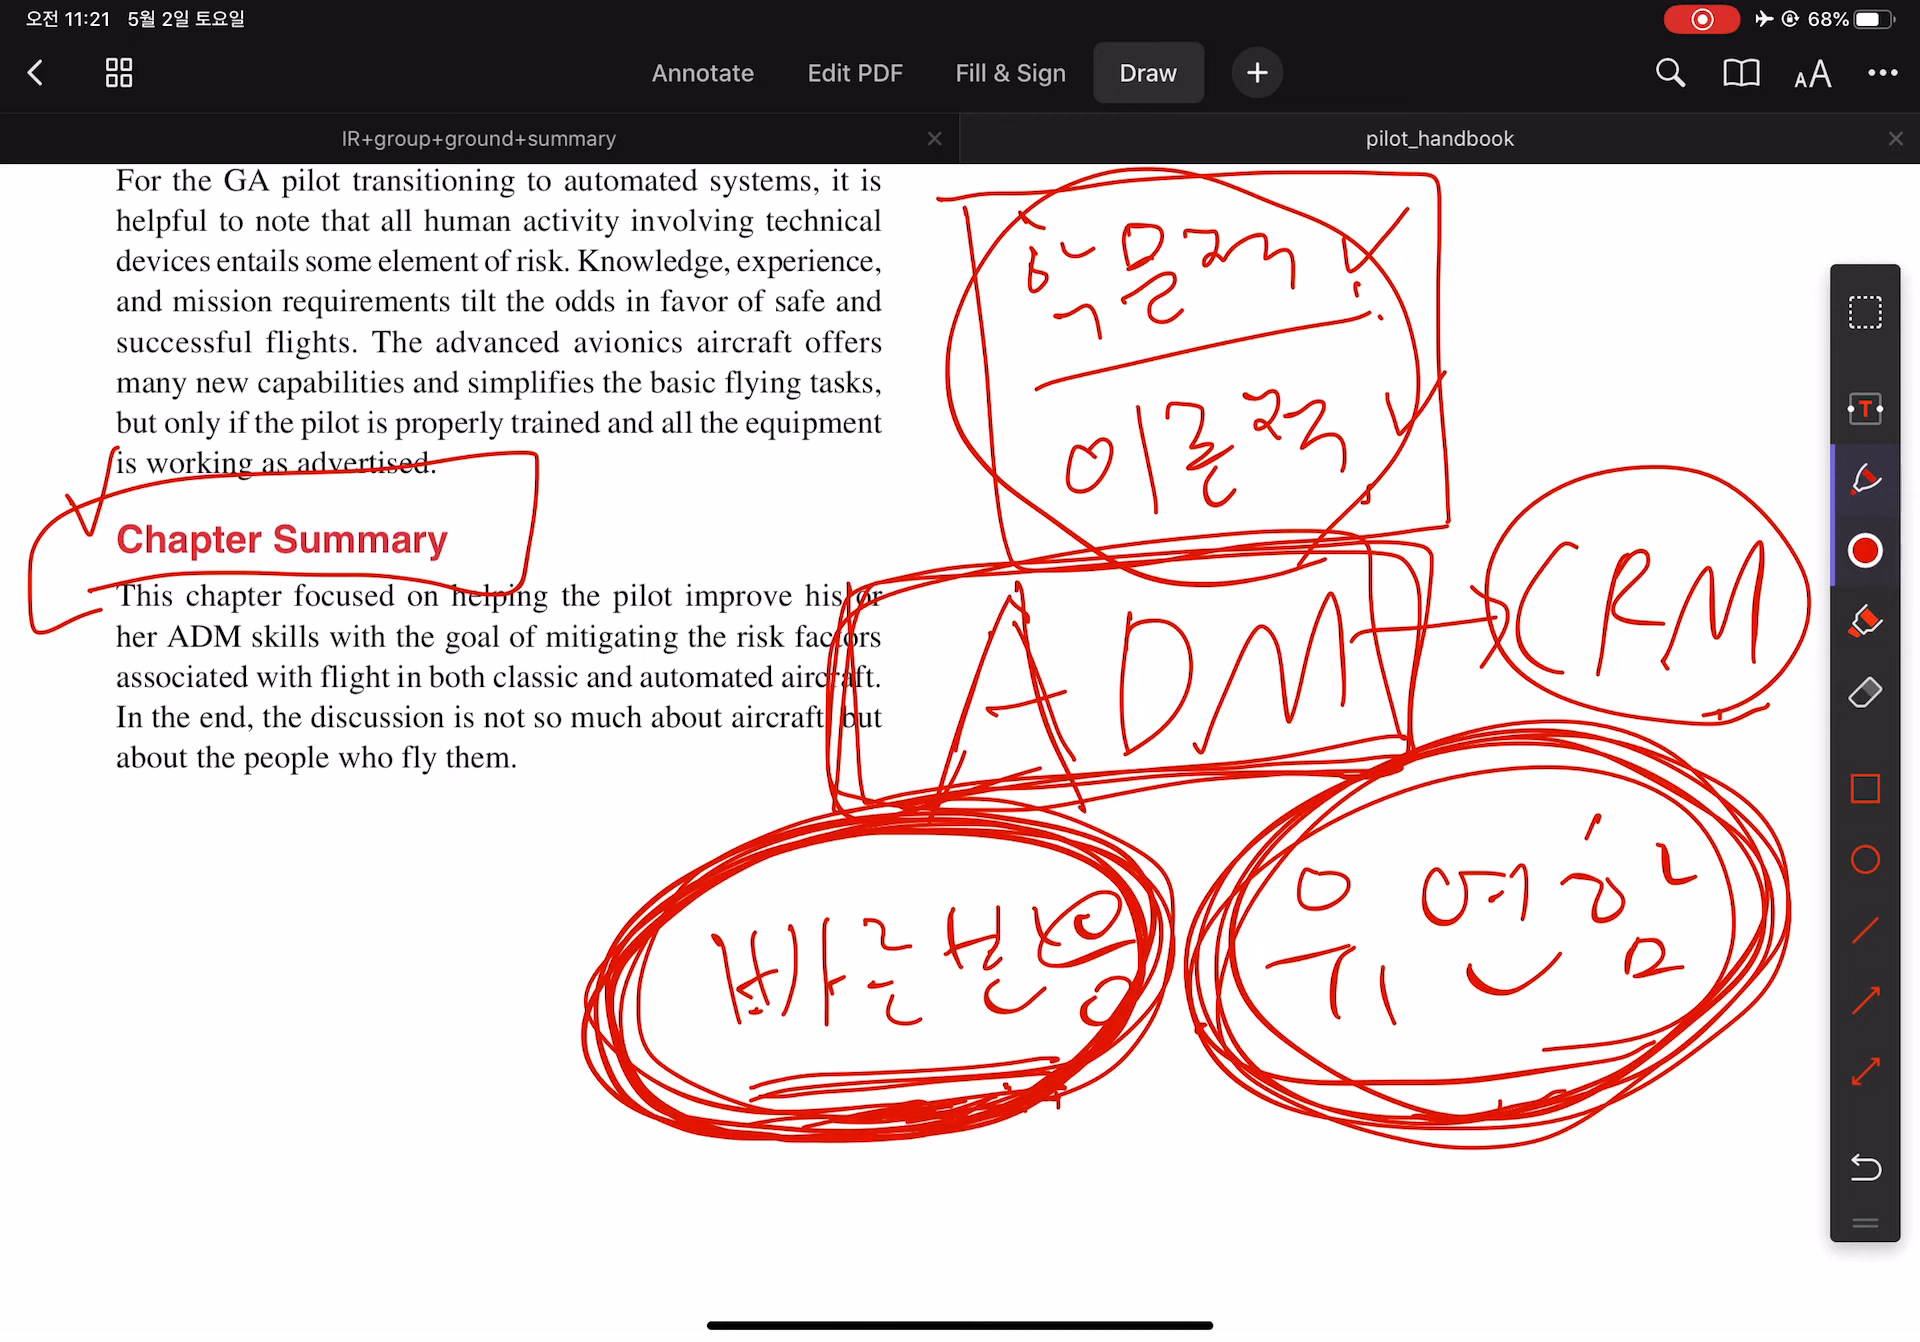 오전 11:21 5월 2일 토요일
68%
Annotate Edit PDF Fill & Sign Draw
AA
IR+group+ground+summary
pilot_handbook
For the GA pilot transitioning to automated systems, it is
helpful to note that all human activity involving technical
devices entails some element of risk. Knowledge, experience,
and mission requirements tilt the odds in favor of safe and
successful flights. The advanced avionics aircraft offers
many new capabilities and simplifies the basic flying tasks,
but only if the pilot is properly trained and all the equipment
is working as advertised.
Chapter Summary
This chapter focused on helping the pilot improve his or
her ADM skills with the goal of mitigating the risk factors
associated with flight in both classic and automated aircraft.
In the end, the discussion is not so much about aircraft but
about the people who fly them.
학문적
이론적
ADM
CRM
빠른 반응
유연함
T